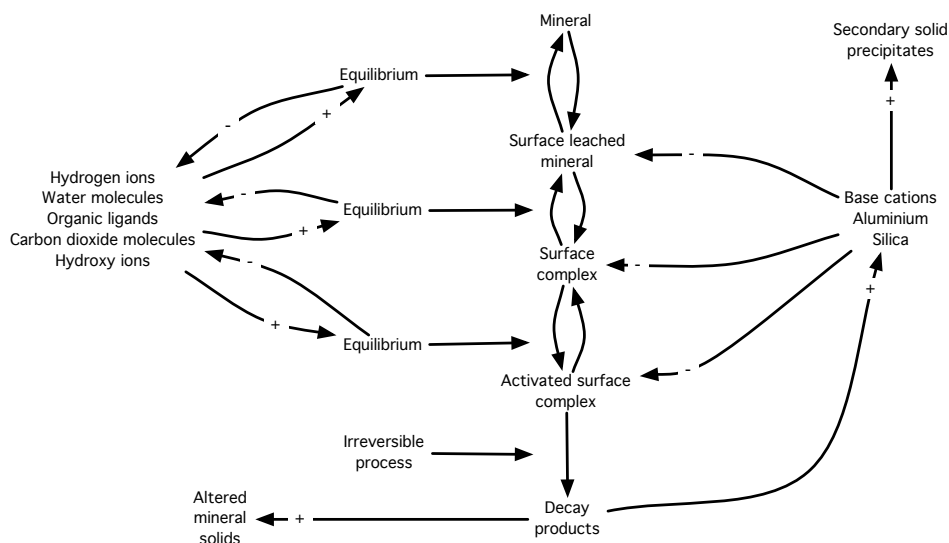 Mineral
Secondary solid
precipitates
Equilibrium
+
-
+
Surface leached
mineral
-
Hydrogen ions
Water molecules
Organic ligands
Carbon dioxide molecules
Hydroxy ions
-
Equilibrium
+
Base cations
Aluminium
Silica
Surface
complex
-
-
+
+
Equilibrium
-
Activated surface
complex
Irreversible
process
Altered
mineral
solids
+
Decay
products